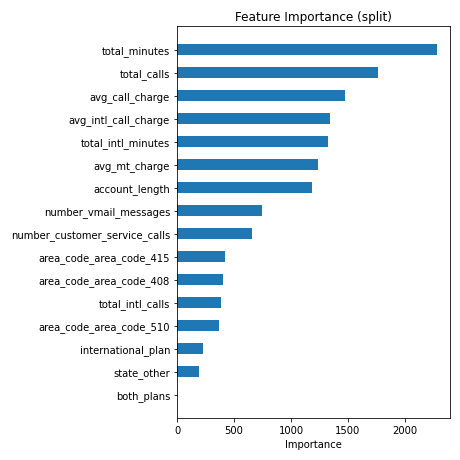 Feature Importance (split)
total_minutes
total_calls
avg_call_charge
avg_intl_call_charge
total_intl_minutes
avg_mt_charge
account_length
number_vmail_messages
number_customer_service_calls
area_code_area_code_415
area_code_area_code_408
total_intl_calls
area_code_area_code_510
international_plan
state_other
both_plans
0 500 1000 1500 2000
Importance